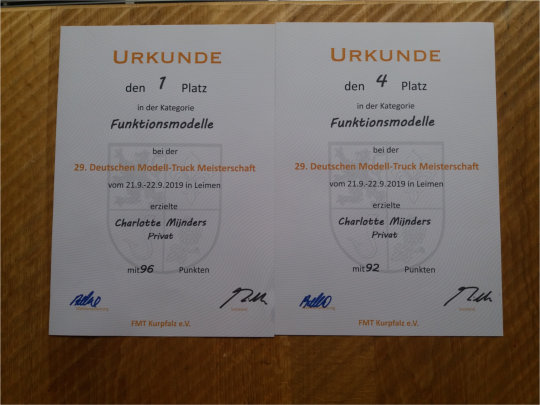 URKUNDE
den 1 Platz
in der Kategorie
Funktionsmodelle
bei der
29. Deutschen Modell-Truck Meisterschaft
vom 21.9.-22.9.2019 in Leimen
erzielte
Charlotte Mijnders
Privat
mit 96 Punkten
FMT Kurpfalz e.V.
URKUNDE
den 4 Platz
in der Kategorie
Funktionsmodelle
bei der
29. Deutschen Modell-Truck Meisterschaft
vom 21.9.-22.9.2019 in Leimen
erzielte
Charlotte Mijnders
Privat
mit 92 Punkten
FMT Kurpfalz e.V.